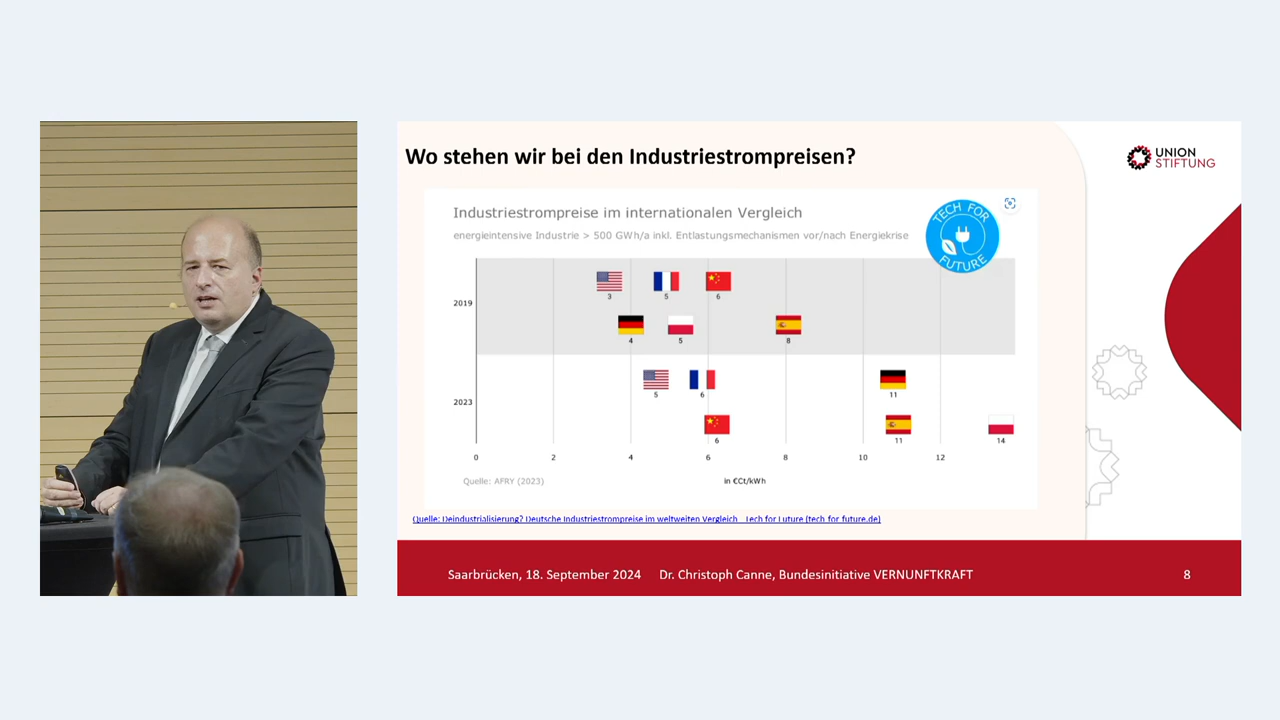 Wo stehen wir bei den Industriestrompreisen?
UNION
STIFTUNG
Industriestrompreise im internationalen Vergleich
energieintensive Industrie > 500 GWh/a inkl. Entlastungsmechanismen vor/nach Energiekrise
TECH FOR
FUTURE
2019
3 5 6
4 5 8
2023
5 6 11
6 11 14
0 2 4 6 8 10 12
Quelle: AFRY (2023)
in €Ct/kWh
Quelle: Deindustrialisierung? Deutsche Industriestrompreise im weltweiten Vergleich Tech for Future (tech-for-future.de)
Saarbrücken, 18. September 2024 Dr. Christoph Canne, Bundesinitiative VERNUNFTKRAFT
8